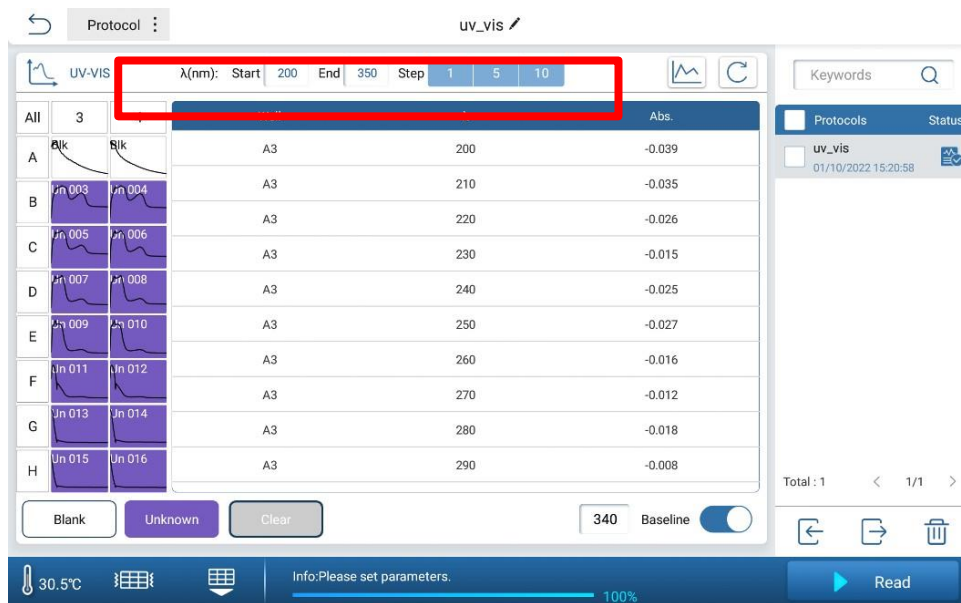 Protocol
uv_vis
UV-VIS λ(nm): Start 200 End 350 Step 1 5 10
Keywords
All 3
Abs.
Protocols Status
A Blk Blk
A3 200 -0.039
uv_vis
01/10/2022 15:20:58
B Un 003 Un 004
A3 210 -0.035
A3 220 -0.026
C Un 005 Un 006
A3 230 -0.015
D Un 007 Un 008
A3 240 -0.025
E Un 009 Un 010
A3 250 -0.027
A3 260 -0.016
F Un 011 Un 012
A3 270 -0.012
G Un 013 Un 014
A3 280 -0.018
H Un 015 Un 016
A3 290 -0.008
Total : 1 < 1/1 >
Blank Unknown Clear 340 Baseline
30.5℃ Info:Please set parameters. 100% Read